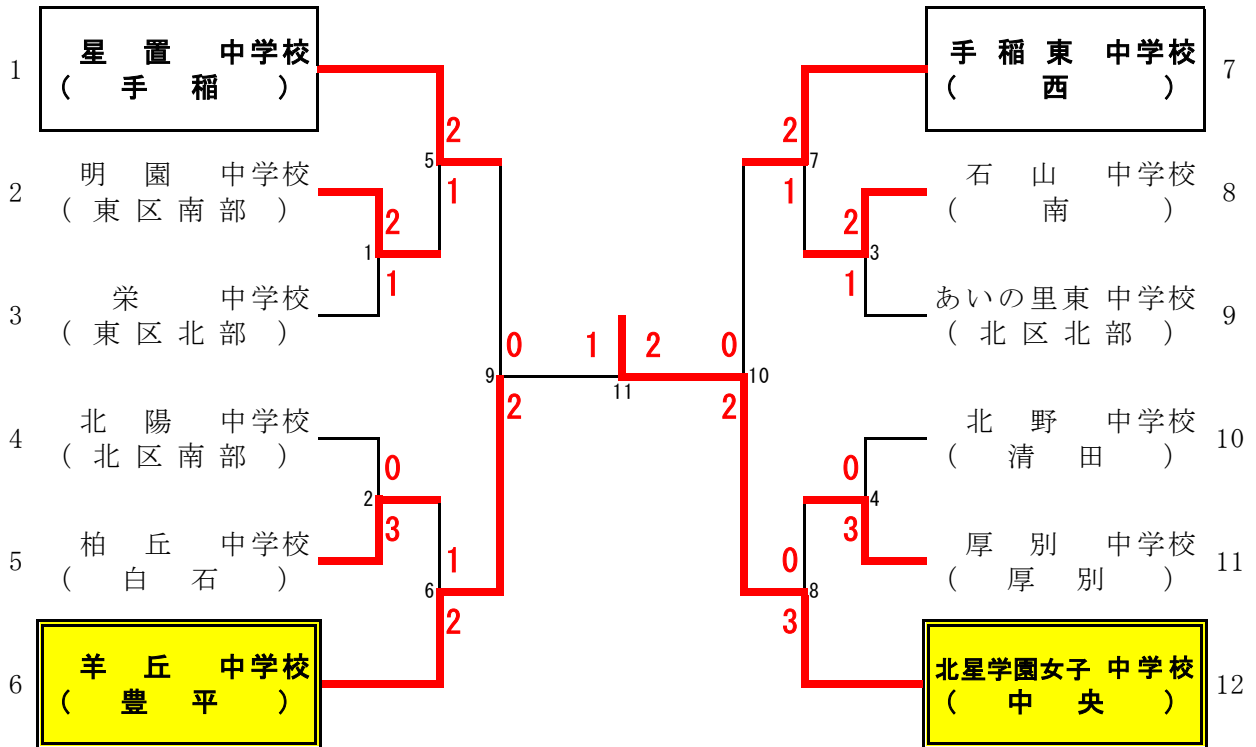 1
星置 中学校
(手稲)
2
明園 中学校
(東区南部)
3
栄 中学校
(東区北部)
4
北陽 中学校
(北区南部)
5
柏丘 中学校
(白石)
6
羊丘 中学校
(豊平)
2
5
1
2
1
1
0
2
3
1
6
2
0
9
2
1
2
11
0
10
2
2
7
1
2
3
1
0
4
3
0
8
3
手稲東 中学校
(西)
7
石山 中学校
(南)
8
あいの里東 中学校
(北区北部)
9
北野 中学校
(清田)
10
厚別 中学校
(厚別)
11
北星学園女子 中学校
(中央)
12